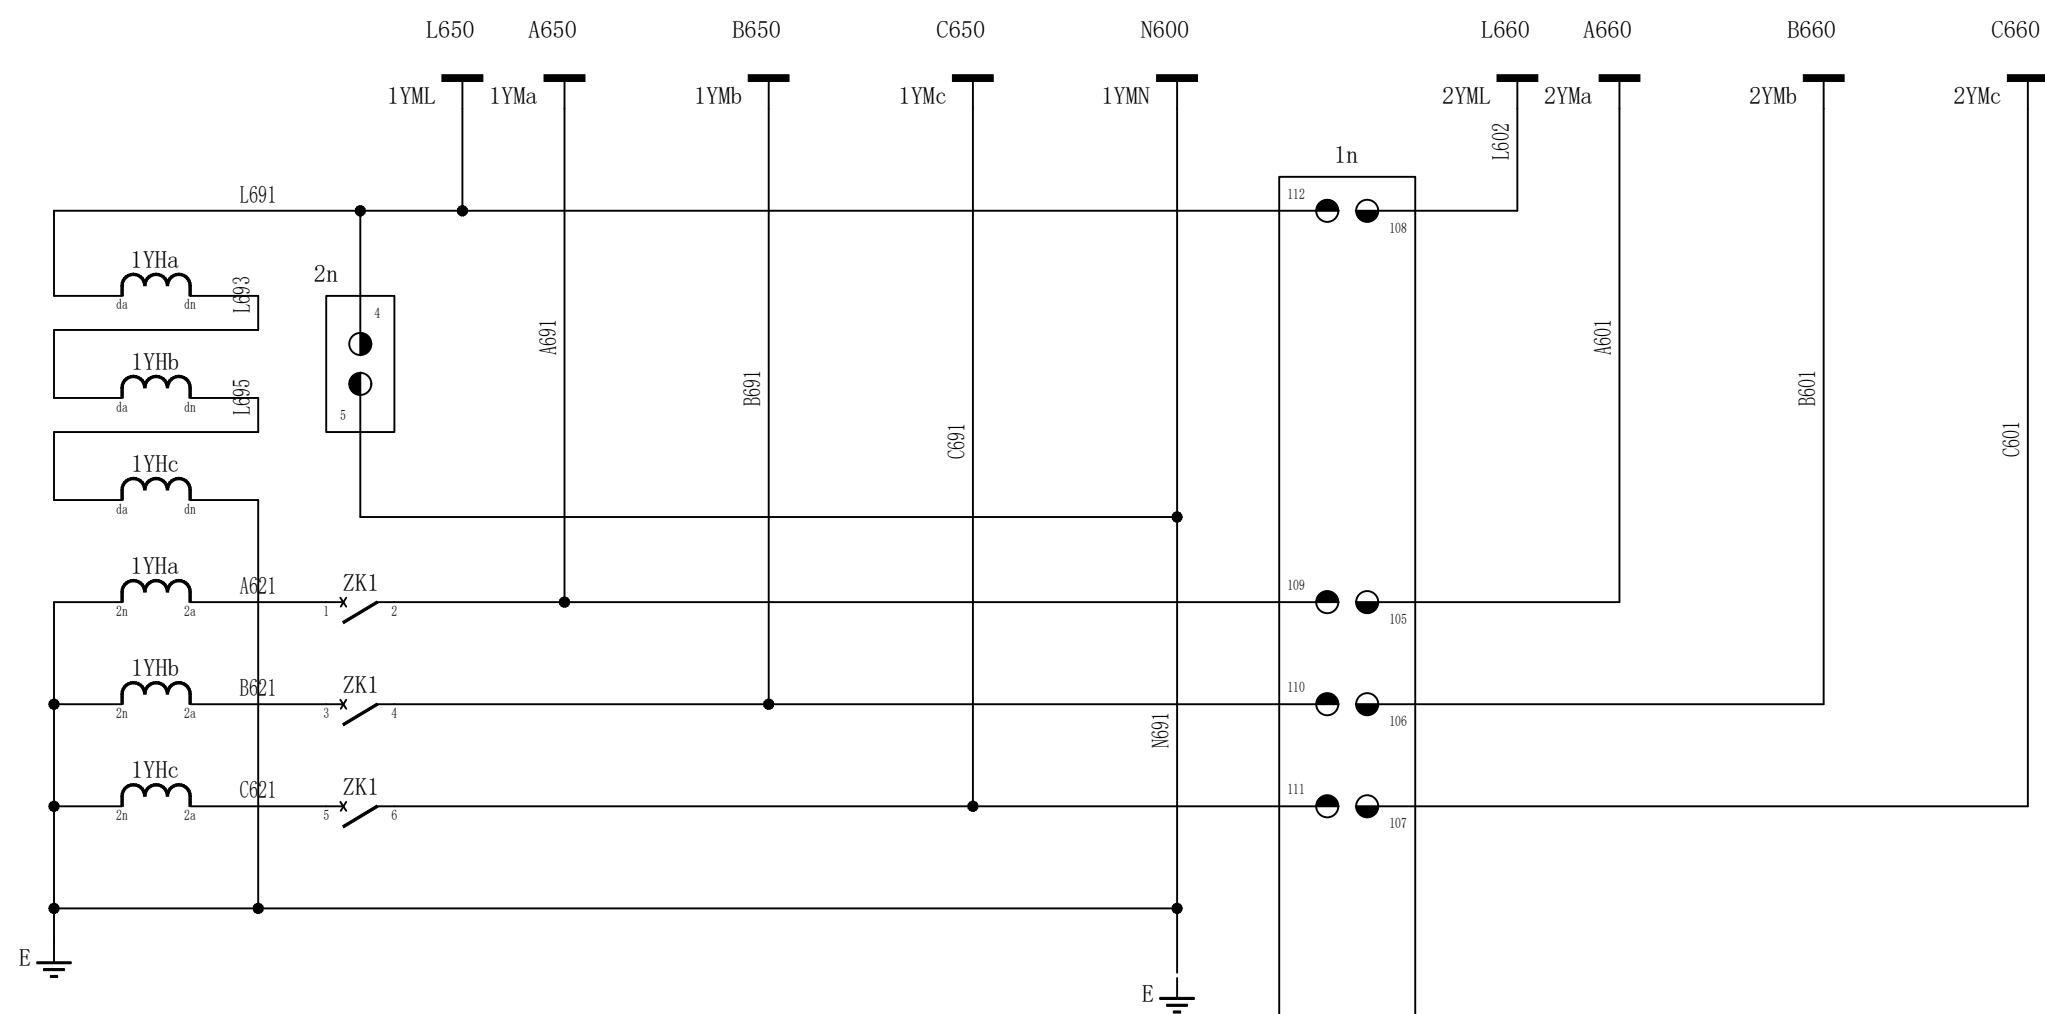 L650 A650 B650 C650 N600 L660 A660 B660 C660
1YML 1YMa 1YMb 1YMc 1YMN 2YML 2YMa 2YMb 2YMc
L602
1n
L691 112
108
1YHa
2n
L693
da dn
4
A691 A601
1YHb
L695 B691 B601
da dn
5
C691 C601
1YHc
da dn
1YHa
A621 ZK1 109
2n 2a 1 2 105
1YHb
B621 ZK1 110
2n 2a 3 4 106
N691
1YHc
C621 ZK1 111
2n 2a 5 6 107
E
E